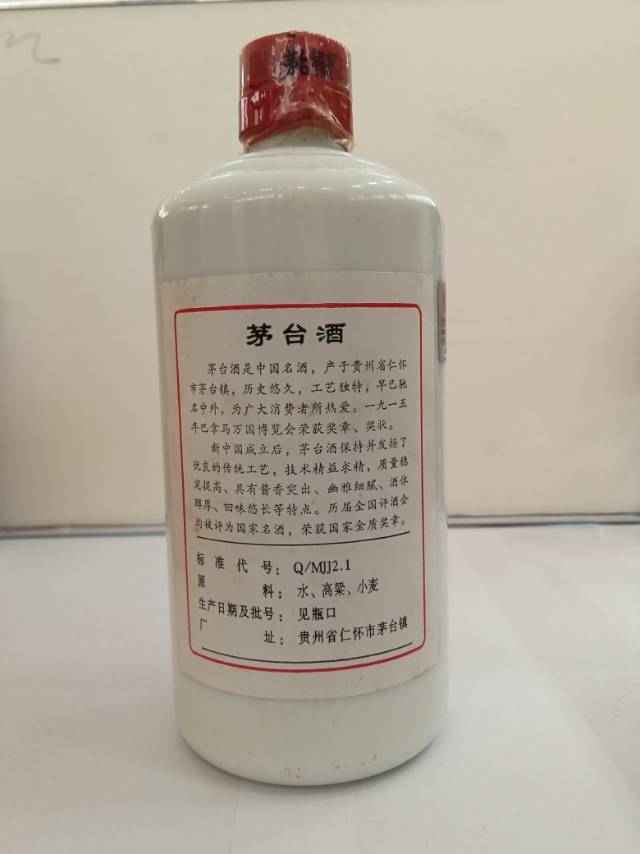 茅台
茅台酒
茅台酒是中国名酒，产于贵州省仁怀
市茅台镇，历史悠久，工艺独特，早已驰
名中外，为广大消费者所热爱。一九一五
年巴拿马万国博览会荣获奖章、奖状。
新中国成立后，茅台酒保持并发扬了
优良的传统工艺，技术精益求精，质量稳
定提高、具有酱香突出、幽雅细腻、酒体
醇厚、回味悠长等特点。历届全国评酒会
均被评为国家名酒，荣获国家金质奖章。
标准代号：Q/MJJ2.1
原料：水、高粱、小麦
生产日期及批号：见瓶口
厂址：贵州省仁怀市茅台镇